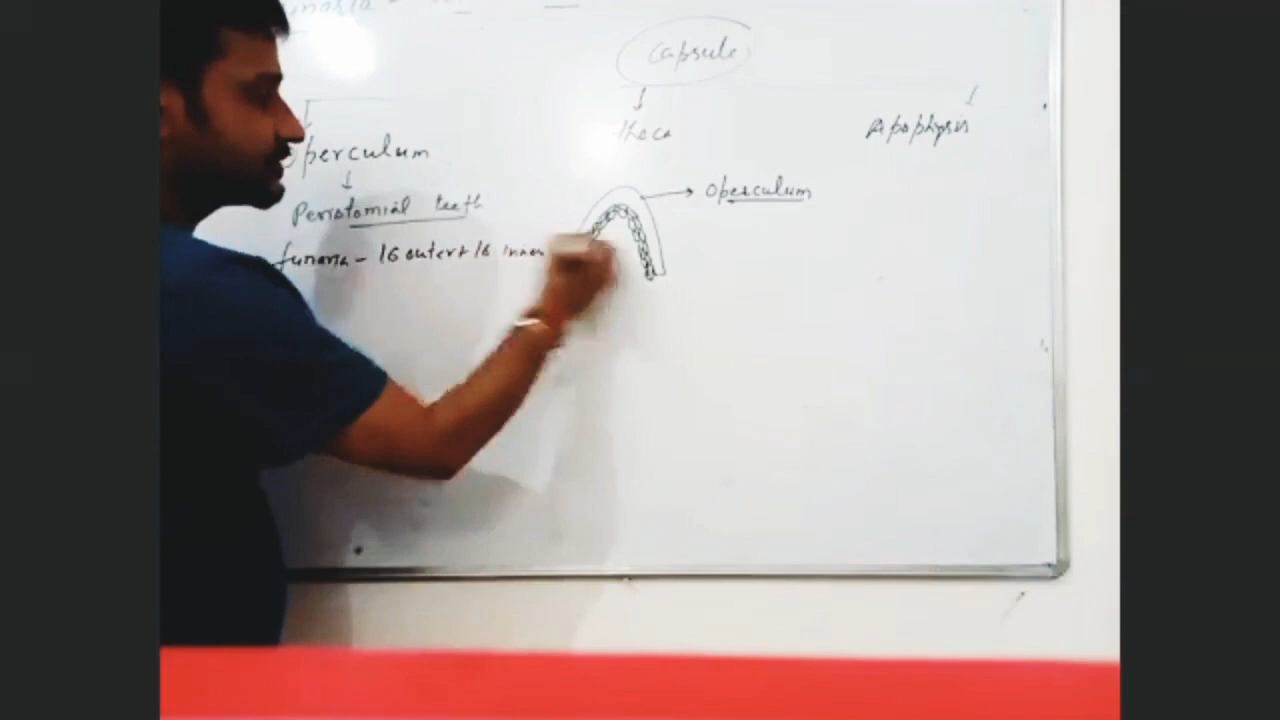 Capsule
Operculum
Theca
Apophysis
Peristomial teeth
Operculum
funaria - 16 outer + 16 inner